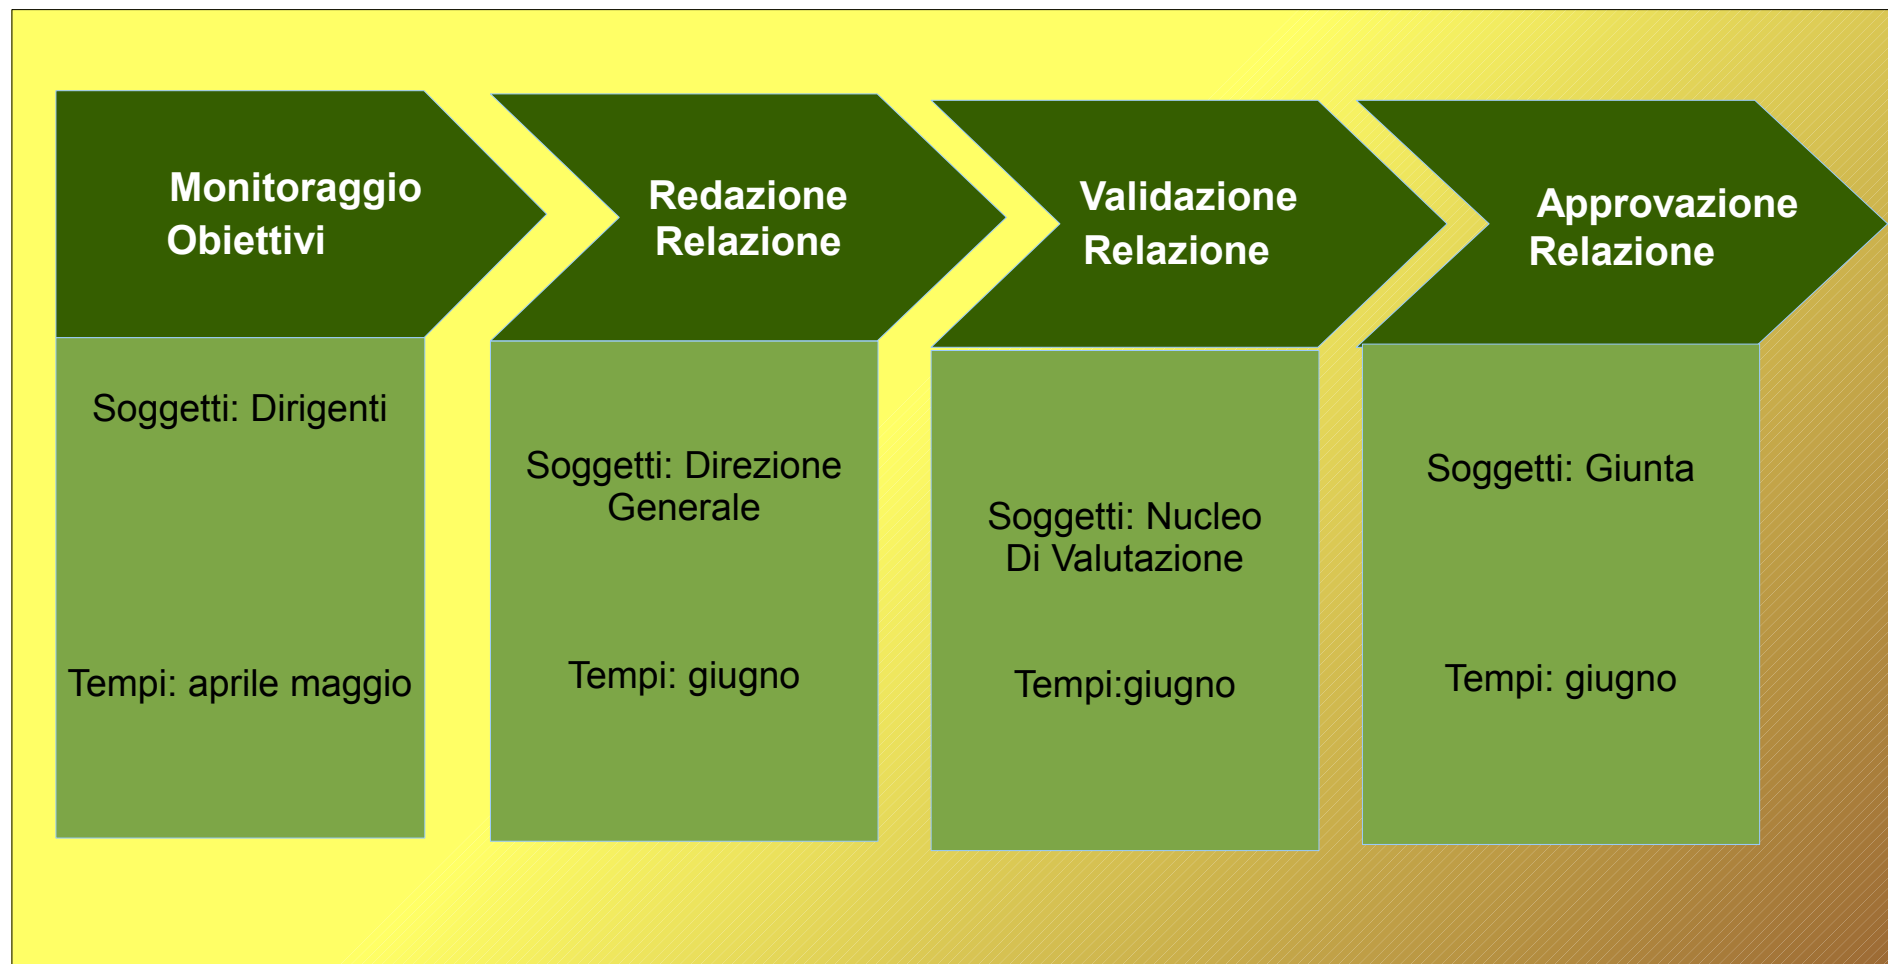 Monitoraggio
Obiettivi
Soggetti: Dirigenti
Tempi: aprile maggio
Redazione
Relazione
Soggetti: Direzione
Generale
Tempi: giugno
Validazione
Relazione
Soggetti: Nucleo
Di Valutazione
Tempi:giugno
Approvazione
Relazione
Soggetti: Giunta
Tempi: giugno